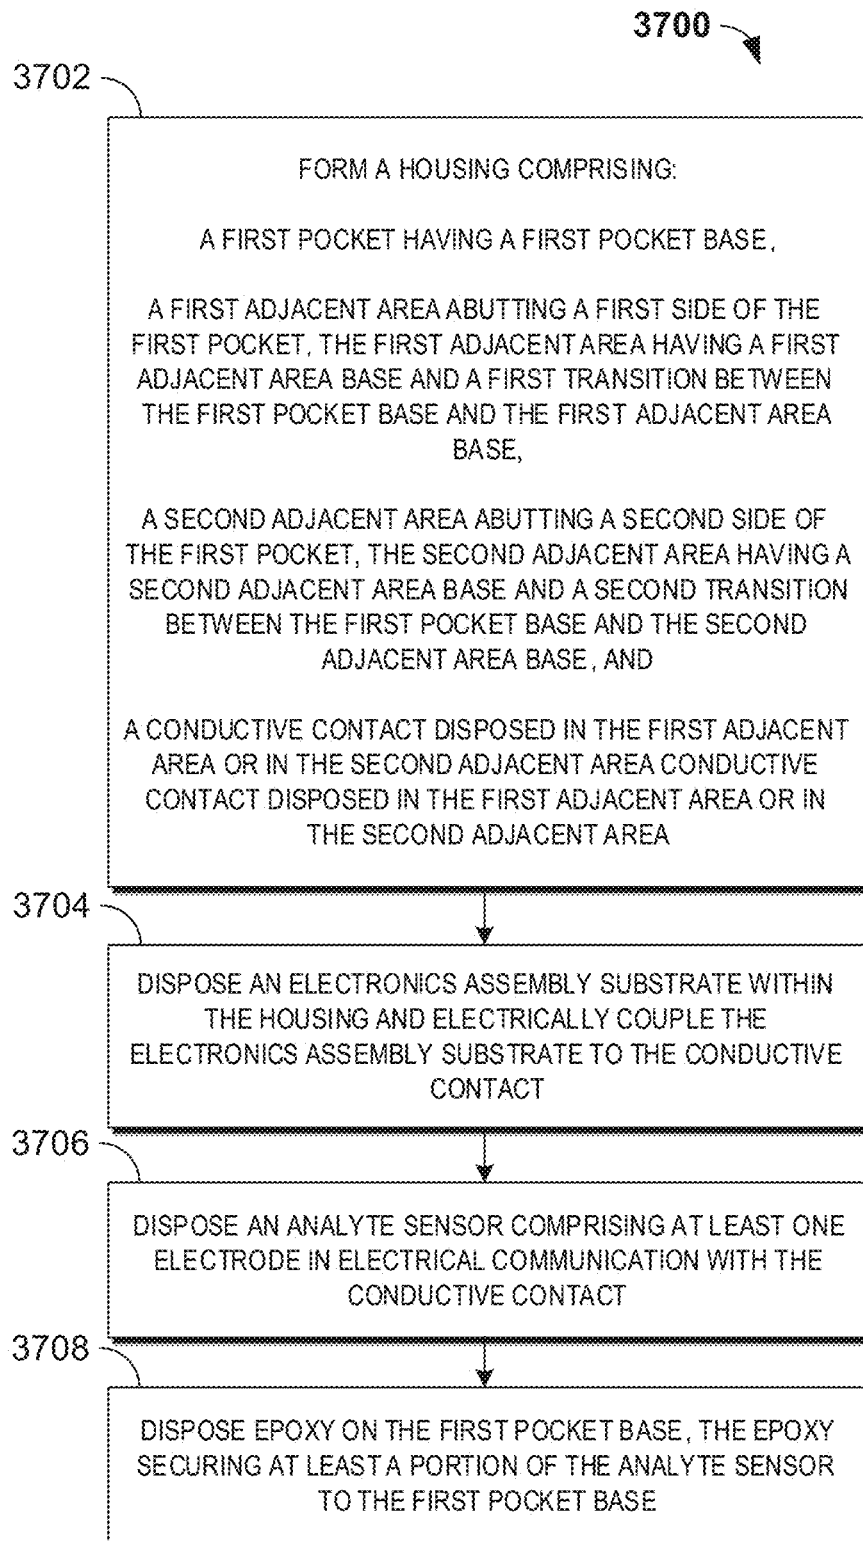 3700
3702
FORM A HOUSING COMPRISING:
A FIRST POCKET HAVING A FIRST POCKET BASE,
A FIRST ADJACENT AREA ABUTTING A FIRST SIDE OF THE
FIRST POCKET, THE FIRST ADJACENT AREA HAVING A FIRST
ADJACENT AREA BASE AND A FIRST TRANSITION BETWEEN
THE FIRST POCKET BASE AND THE FIRST ADJACENT AREA
BASE,
A SECOND ADJACENT AREA ABUTTING A SECOND SIDE OF
THE FIRST POCKET, THE SECOND ADJACENT AREA HAVING A
SECOND ADJACENT AREA BASE AND A SECOND TRANSITION
BETWEEN THE FIRST POCKET BASE AND THE SECOND
ADJACENT AREA BASE, AND
A CONDUCTIVE CONTACT DISPOSED IN THE FIRST ADJACENT
AREA OR IN THE SECOND ADJACENT AREA CONDUCTIVE
CONTACT DISPOSED IN THE FIRST ADJACENT AREA OR IN
THE SECOND ADJACENT AREA
3704
DISPOSE AN ELECTRONICS ASSEMBLY SUBSTRATE WITHIN
THE HOUSING AND ELECTRICALLY COUPLE THE
ELECTRONICS ASSEMBLY SUBSTRATE TO THE CONDUCTIVE
CONTACT
3706
DISPOSE AN ANALYTE SENSOR COMPRISING AT LEAST ONE
ELECTRODE IN ELECTRICAL COMMUNICATION WITH THE
CONDUCTIVE CONTACT
3708
DISPOSE EPOXY ON THE FIRST POCKET BASE, THE EPOXY
SECURING AT LEAST A PORTION OF THE ANALYTE SENSOR
TO THE FIRST POCKET BASE